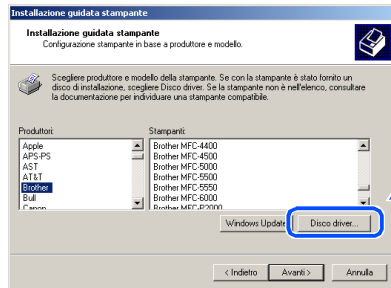 Installazione guidata stampante
Installazione guidata stampante
Configurazione stampante in base a produttore e modello.
Scegliere produttore e modello della stampante. Se con la stampante è stato fornito un
disco di installazione, scegliere Disco driver. Se la stampante non è nell'elenco, consultare
la documentazione per individuare una stampante compatibile.
Produttori:
Apple
APS-PS
AST
AT&T
Brother
Bull
Canon
Stampanti:
Brother MFC-4400
Brother MFC-4500
Brother MFC-5000
Brother MFC-5500
Brother MFC-5550
Brother MFC-6000
Brother MFC-P2000
Windows Update
Disco driver...
< Indietro
Avanti >
Annulla